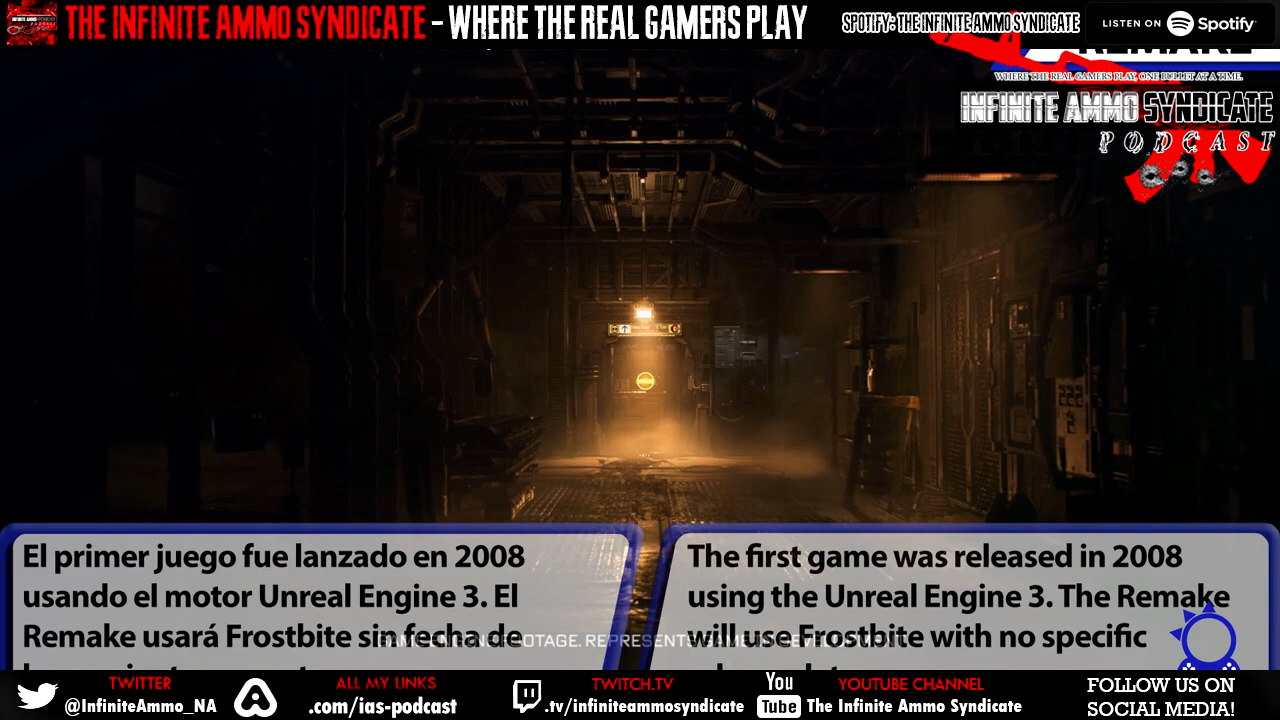 THE INFINITE AMMO SYNDICATE - WHERE THE REAL GAMERS PLAY
SPOTIFY: THE INFINITE AMMO SYNDICATE
LISTEN ON Spotify
REMAKE
WHERE THE REAL GAMERS PLAY, ONE BULLET AT A TIME.
INFINITE AMMO SYNDICATE
PODCAST
El primer juego fue lanzado en 2008
usando el motor Unreal Engine 3. El
Remake usará Frostbite sin fecha de
The first game was released in 2008
using the Unreal Engine 3. The Remake
will use Frostbite with no specific
TWITTER
@InfiniteAmmo_NA
ALL MY LINKS
.com/ias-podcast
TWITCH.TV
.tv/infiniteammosyndicate
You Tube
YOUTUBE CHANNEL
The Infinite Ammo Syndicate
FOLLOW US ON
SOCIAL MEDIA!